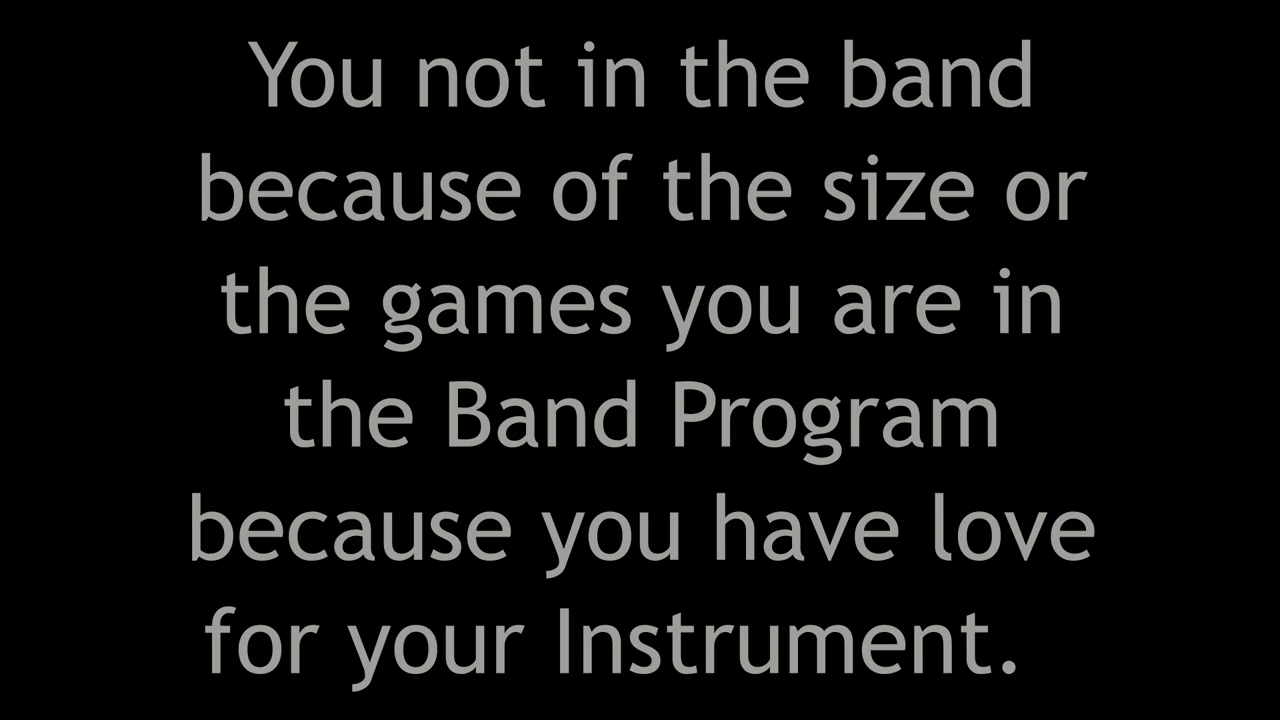 You not in the band
because of the size or
the games you are in
the Band Program
because you have love
for your Instrument.